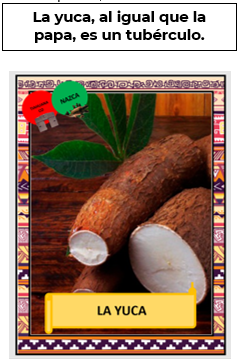 La yuca, al igual que la
papa, es un tubérculo.
NAZCA
LA YUCA